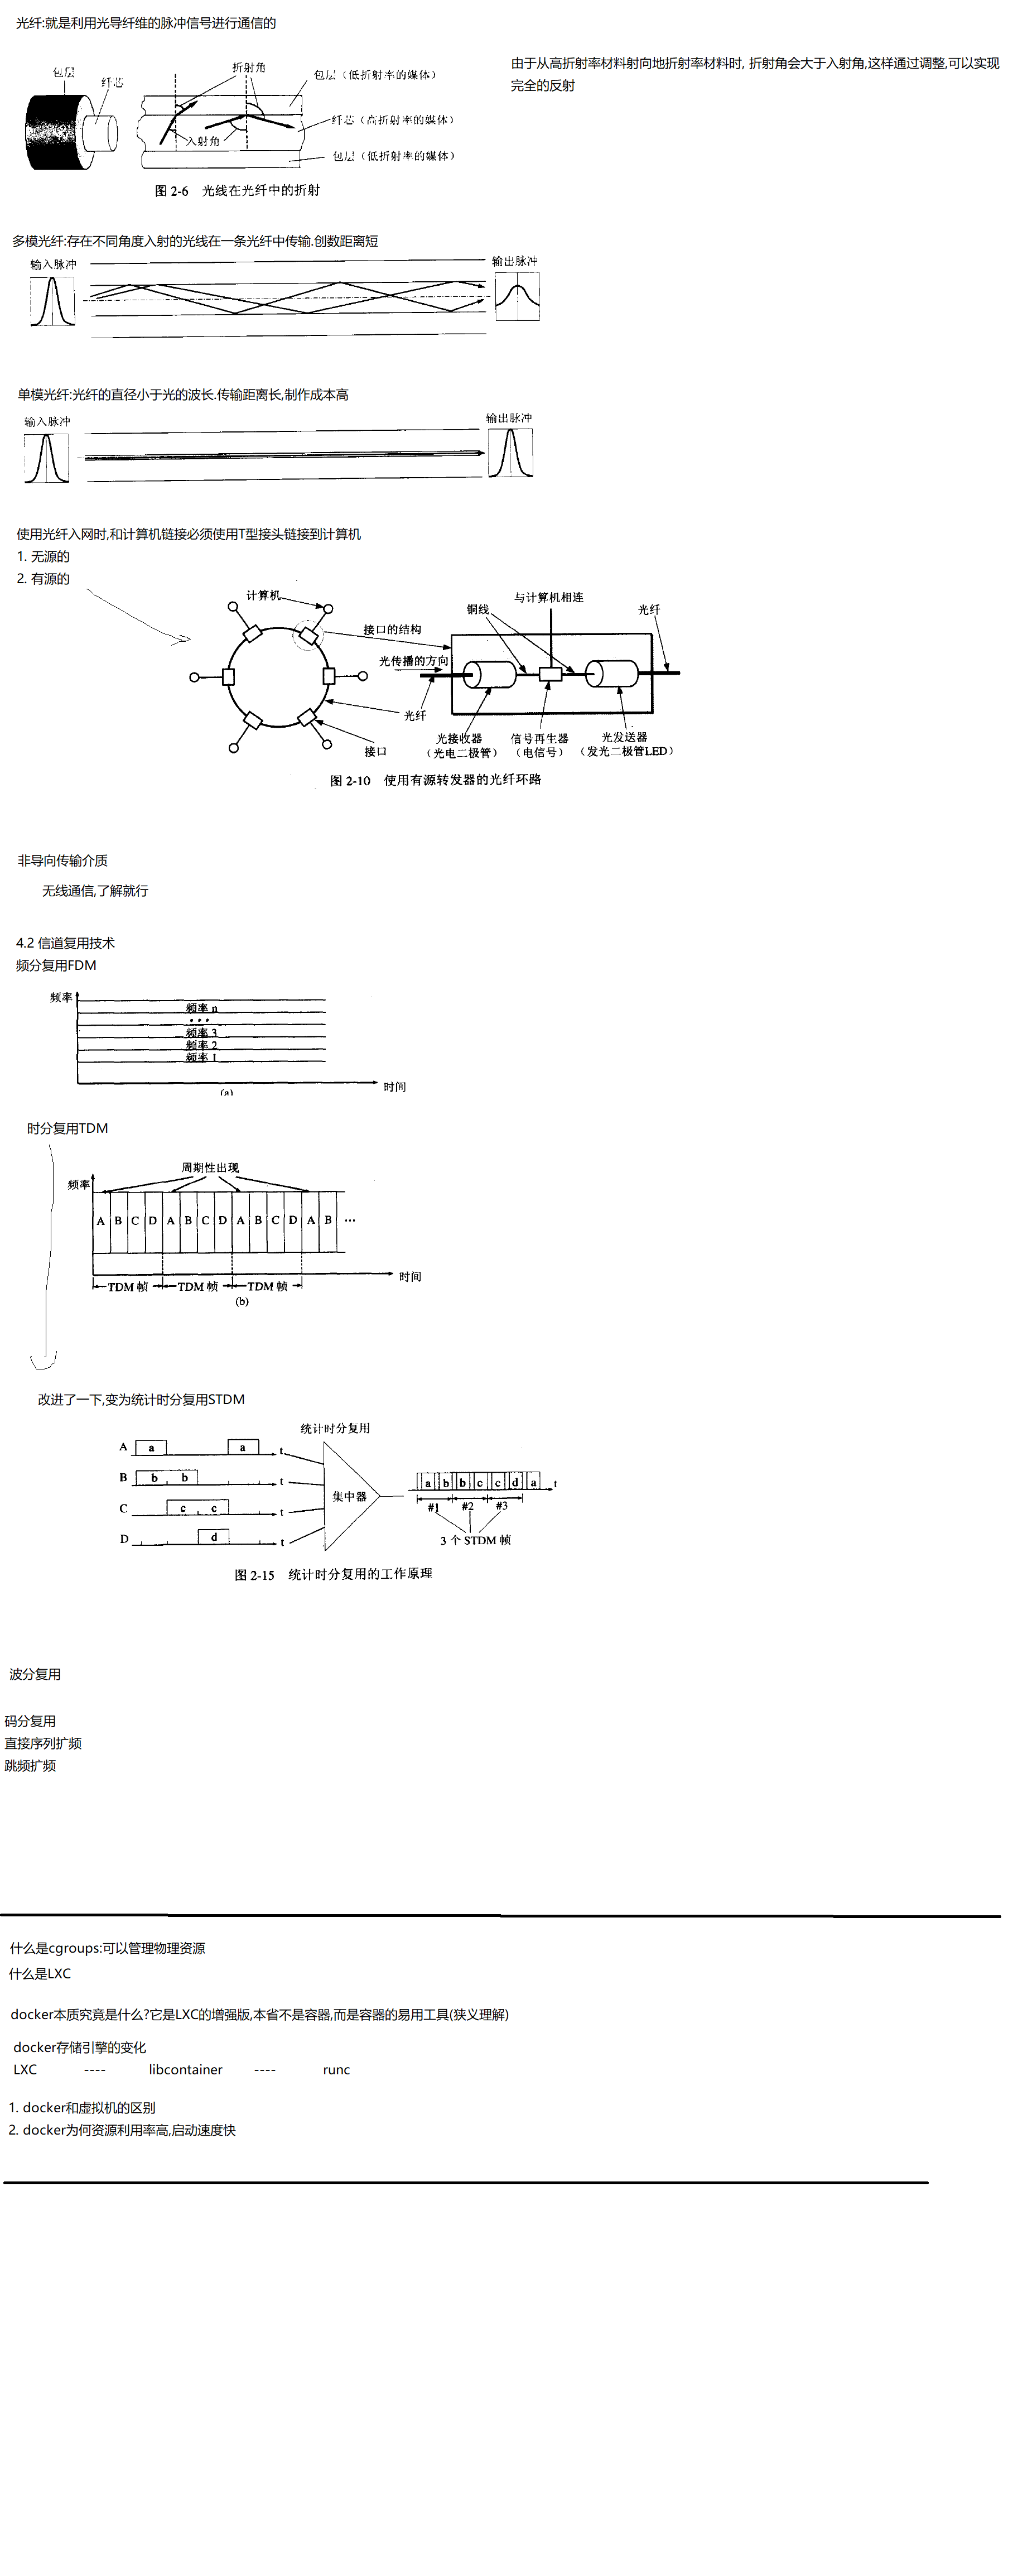 光纤:就是利用光导纤维的脉冲信号进行通信的
由于从高折射率材料射向地折射率材料时, 折射角会大于入射角,这样通过调整,可以实现
完全的反射
包层
纤芯
折射角
包层（低折射率的媒体）
纤芯（高折射率的媒体）
入射角
包层（低折射率的媒体）
图 2-6 光线在光纤中的折射
多模光纤:存在不同角度入射的光线在一条光纤中传输.创数距离短
输入脉冲
输出脉冲
单模光纤:光纤的直径小于光的波长.传输距离长,制作成本高
输入脉冲
输出脉冲
使用光纤入网时,和计算机链接必须使用T型接头链接到计算机
1. 无源的
2. 有源的
计算机
接口的结构
光传播的方向
铜线
与计算机相连
光纤
光纤
接口
光接收器
（光电二极管）
信号再生器
（电信号）
光发送器
（发光二极管LED）
图 2-10 使用有源转发器的光纤环路
非导向传输介质
无线通信,了解就行
4.2 信道复用技术
频分复用FDM
频率
频率 n
• • •
频率 3
频率 2
频率 1
时间
(a)
时分复用TDM
周期性出现
频率
A B C D A B C D A B C D A B ···
时间
TDM 帧 TDM 帧 TDM 帧
(b)
改进了一下,变为统计时分复用STDM
统计时分复用
A a a t
B b b t
C c c t
D d t
集中器
a b b c c d a t
#1 #2 #3
3 个 STDM 帧
图 2-15 统计时分复用的工作原理
波分复用
码分复用
直接序列扩频
跳频扩频
什么是cgroups:可以管理物理资源
什么是LXC
docker本质究竟是什么?它是LXC的增强版,本省不是容器,而是容器的易用工具(狭义理解)
docker存储引擎的变化
LXC ---- libcontainer ---- runc
1. docker和虚拟机的区别
2. docker为何资源利用率高,启动速度快